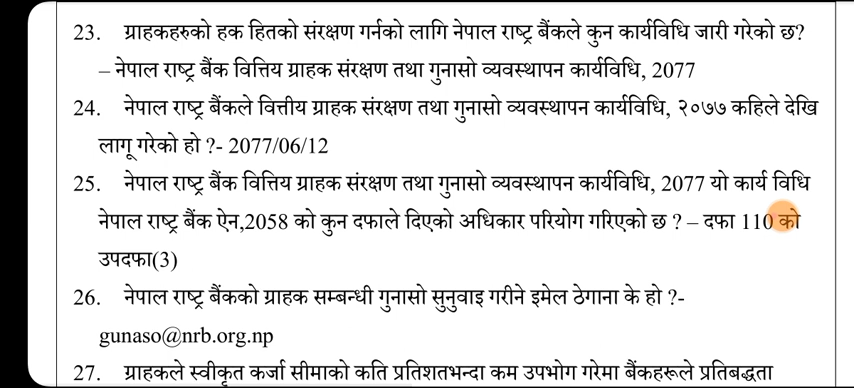 23. ग्राहकहरुको हक हितको संरक्षण गर्नको लागि नेपाल राष्ट्र बैंकले कुन कार्यविधि जारी गरेको छ?
– नेपाल राष्ट्र बैंक वित्तिय ग्राहक संरक्षण तथा गुनासो व्यवस्थापन कार्यविधि, 2077
24. नेपाल राष्ट्र बैंकले वित्तीय ग्राहक संरक्षण तथा गुनासो व्यवस्थापन कार्यविधि, २०७७ कहिले देखि
लागू गरेको हो ?- 2077/06/12
25. नेपाल राष्ट्र बैंक वित्तिय ग्राहक संरक्षण तथा गुनासो व्यवस्थापन कार्यविधि, 2077 यो कार्य विधि
नेपाल राष्ट्र बैंक ऐन,2058 को कुन दफाले दिएको अधिकार परियोग गरिएको छ ? – दफा 110 को
उपदफा(3)
26. नेपाल राष्ट्र बैंकको ग्राहक सम्बन्धी गुनासो सुनुवाइ गरीने इमेल ठेगाना के हो ?-
gunaso@nrb.org.np
27. ग्राहकले स्वीकृत कर्जा सीमाको कति प्रतिशतभन्दा कम उपभोग गरेमा बैंकहरूले प्रतिबद्धता